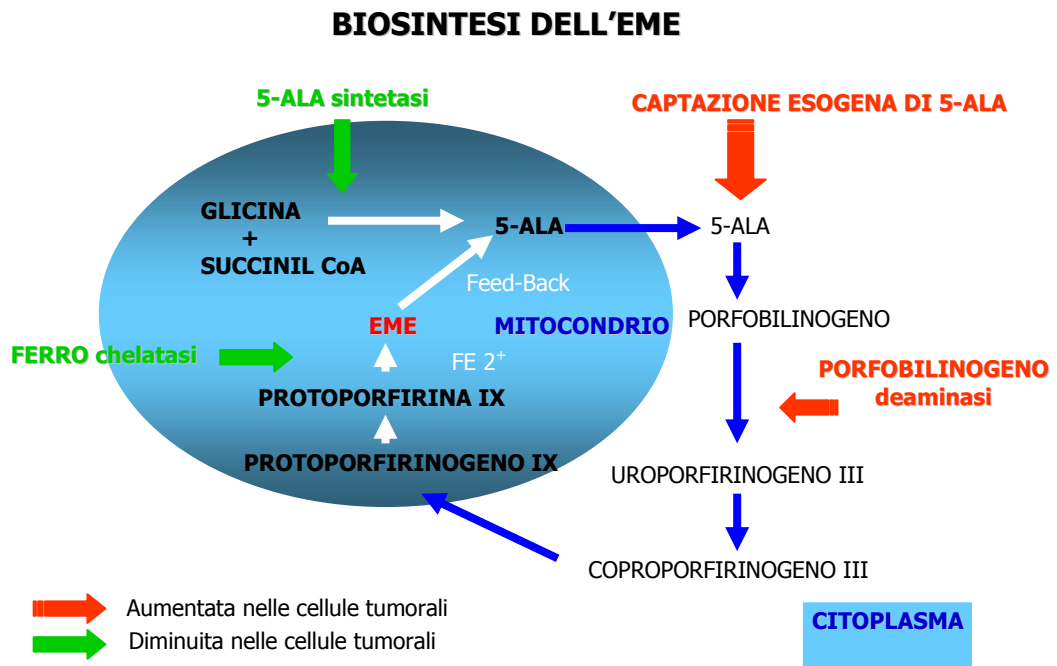 BIOSINTESI DELL'EME
5-ALA sintetasi
CAPTAZIONE ESOGENA DI 5-ALA
GLICINA
+
SUCCINIL CoA
5-ALA
5-ALA
Feed-Back
EME
MITOCONDRIO
PORFOBILINOGENO
FERRO chelatasi
FE 2⁺
PORFOBILINOGENO
deaminasi
PROTOPORFIRINA IX
PROTOPORFIRINOGENO IX
UROPORFIRINOGENO III
COPROPORFIRINOGENO III
Aumentata nelle cellule tumorali
Diminuita nelle cellule tumorali
CITOPLASMA